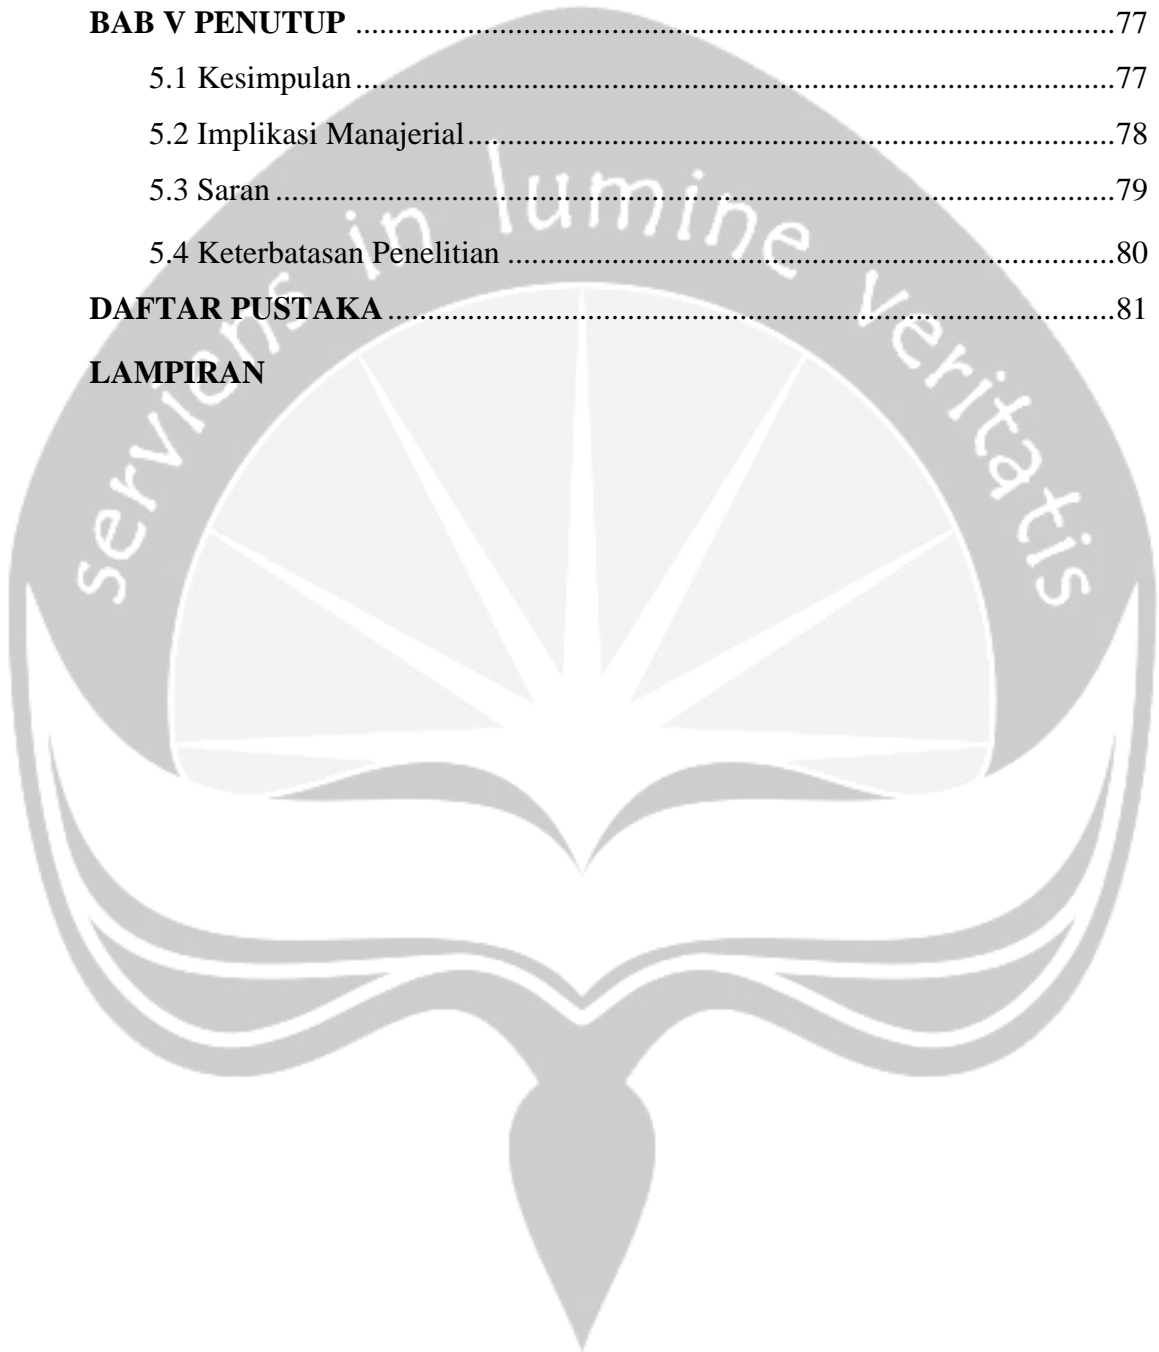 BAB V PENUTUP ................................................................................................77
5.1 Kesimpulan ................................................................................................77
5.2 Implikasi Manajerial..................................................................................78
5.3 Saran ..........................................................................................................79
5.4 Keterbatasan Penelitian .............................................................................80
DAFTAR PUSTAKA............................................................................................81
LAMPIRAN
serviens in lumine veritatis